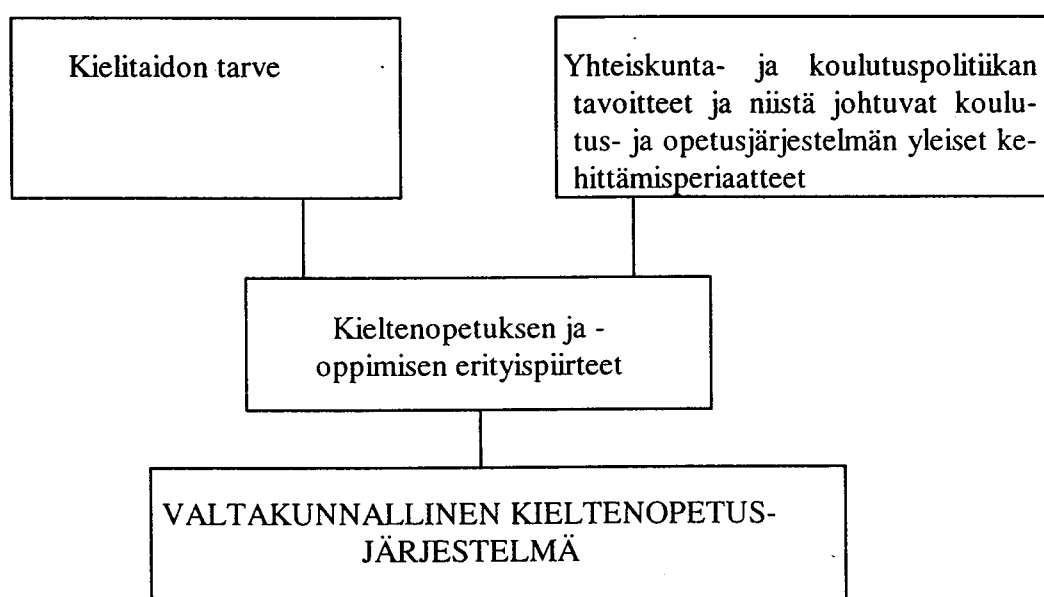 Kielitaidon tarve
Yhteiskunta- ja koulutuspolitiikan
tavoitteet ja niistä johtuvat koulu-
tus- ja opetusjärjestelmän yleiset ke-
hittämisperiaatteet
Kieltenopetuksen ja -
oppimisen erityispiirteet
VALTAKUNNALLINEN KIELTENOPETUS-
JÄRJESTELMÄ